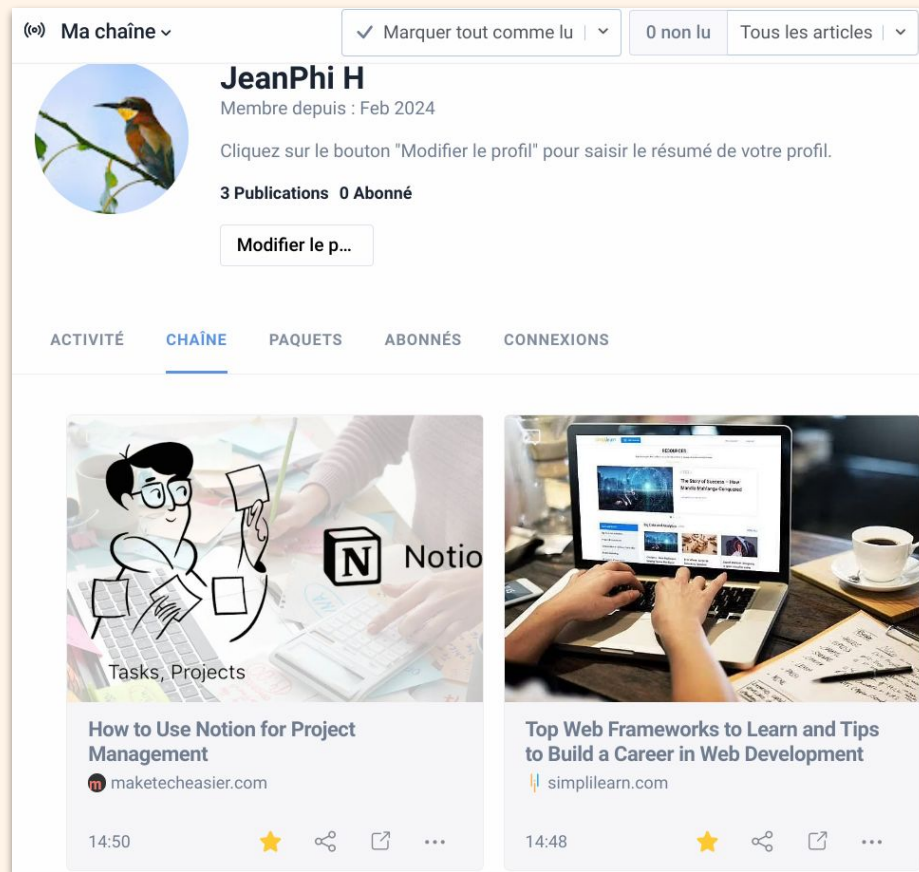 Ma chaîne
Marquer tout comme lu
0 non lu
Tous les articles
JeanPhi H
Membre depuis : Feb 2024
Cliquez sur le bouton "Modifier le profil" pour saisir le résumé de votre profil.
3 Publications 0 Abonné
Modifier le p...
ACTIVITÉ CHAÎNE PAQUETS ABONNÉS CONNEXIONS
N Notio
Tasks, Projects
RESOURCES
How to Use Notion for Project
Management
m maketecheasier.com
14:50
Top Web Frameworks to Learn and Tips
to Build a Career in Web Development
simplilearn.com
14:48